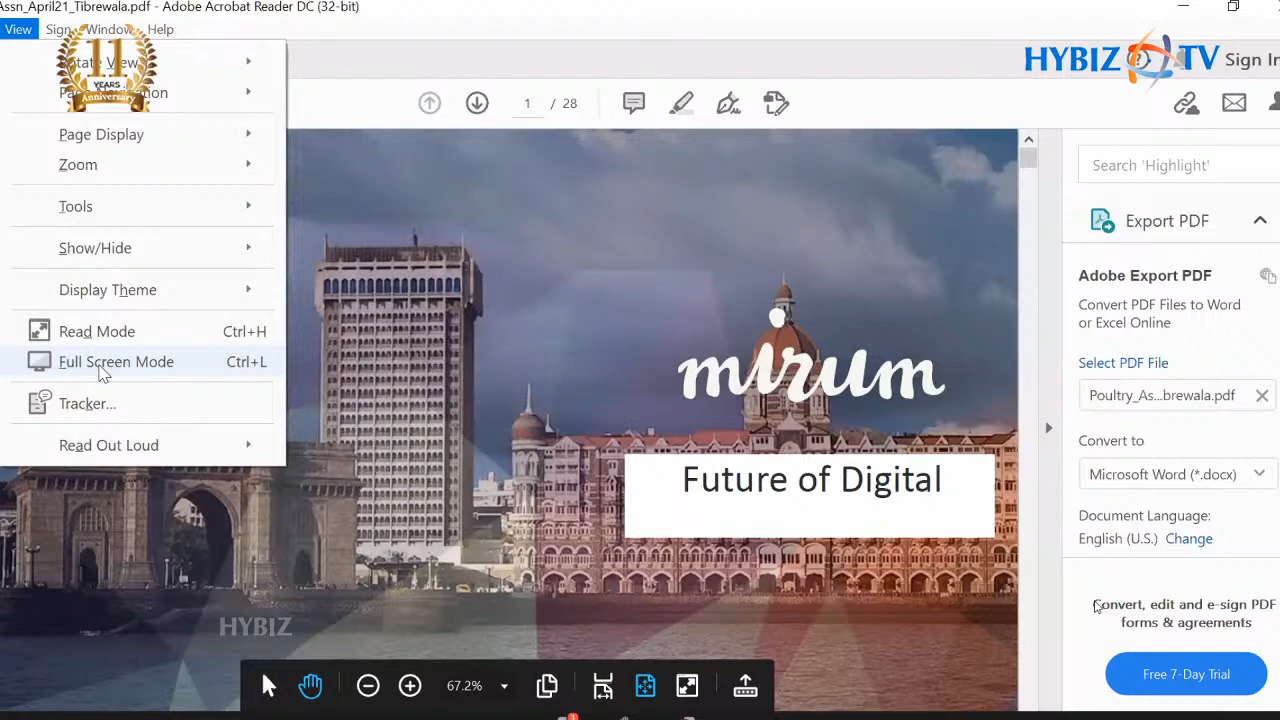 Assn_April21_Tibrewala.pdf - Adobe Acrobat Reader DC (32-bit)
View Sign Window Help
11
YEARS
Anniversary
HYBIZ TV
Sign In
1 / 28
Page Display
Zoom
Tools
Show/Hide
Display Theme
Read Mode Ctrl+H
Full Screen Mode Ctrl+L
Tracker...
Read Out Loud
mirum
Future of Digital
HYBIZ
67.2%
Search 'Highlight'
Export PDF
Adobe Export PDF
Convert PDF Files to Word
or Excel Online
Select PDF File
Poultry_As...brewala.pdf
Convert to
Microsoft Word (*.docx)
Document Language:
English (U.S.) Change
Convert, edit and e-sign PDF
forms & agreements
Free 7-Day Trial